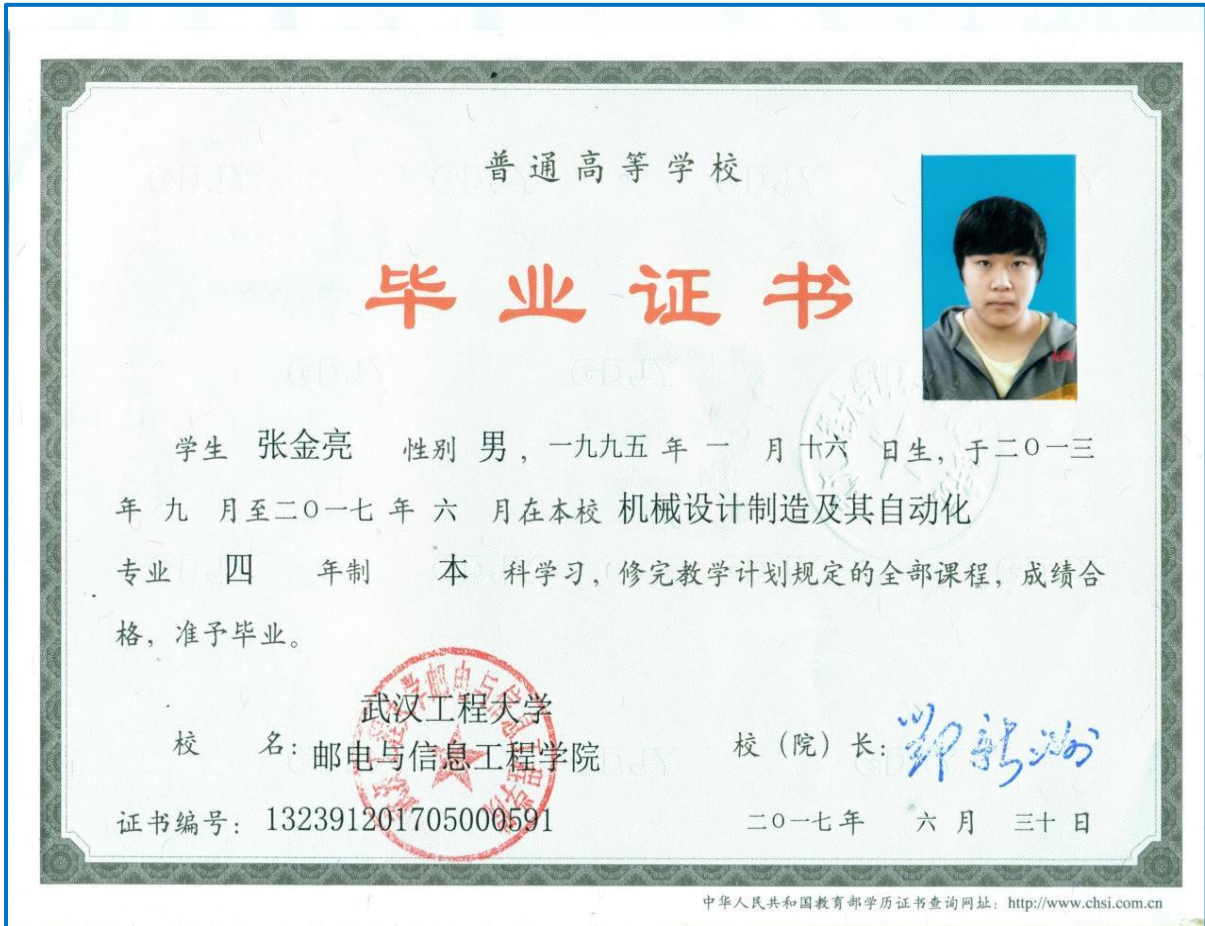 普通高等学校
毕业证书
学生 张金亮 性别 男，一九九五 年 一 月 十六 日生，于二〇一三
年 九 月至二〇一七 年 六 月在本校 机械设计制造及其自动化
专业 四 年制 本 科学习，修完教学计划规定的全部课程，成绩合
格，准予毕业。
武汉工程大学
校 名：邮电与信息工程学院
校（院）长：
证书编号：132391201705000591
二〇一七年 六 月 三十 日
中华人民共和国教育部学历证书查询网址：http://www.chsi.com.cn